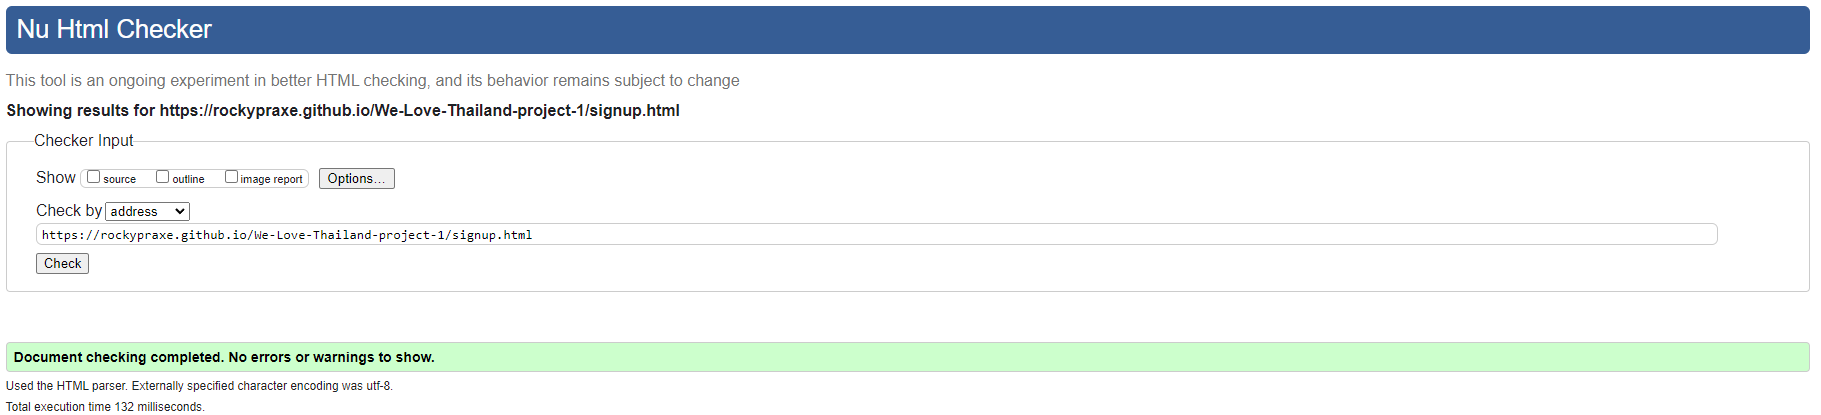 Nu Html Checker
This tool is an ongoing experiment in better HTML checking, and its behavior remains subject to change
Showing results for https://rockypraxe.github.io/We-Love-Thailand-project-1/signup.html
Checker Input
Show source outline image report Options...
Check by address
https://rockypraxe.github.io/We-Love-Thailand-project-1/signup.html
Check
Document checking completed. No errors or warnings to show.
Used the HTML parser. Externally specified character encoding was utf-8.
Total execution time 132 milliseconds.